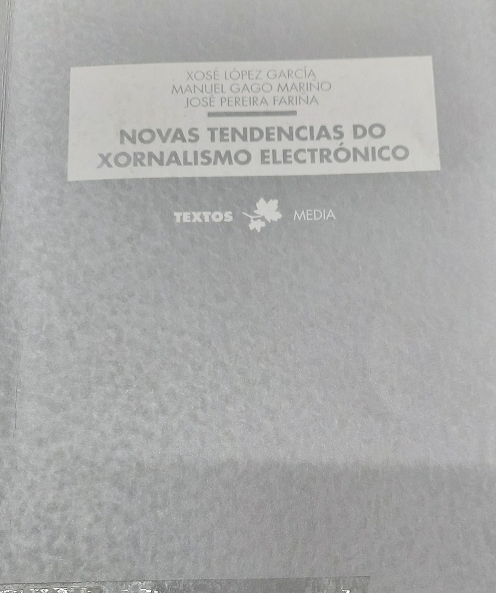 XOSÉ LÓPEZ GARCÍA
MANUEL GAGO MARIÑO
JOSÉ PEREIRA FARIÑA
NOVAS TENDENCIAS DO
XORNALISMO ELECTRÓNICO
TEXTOS MEDIA